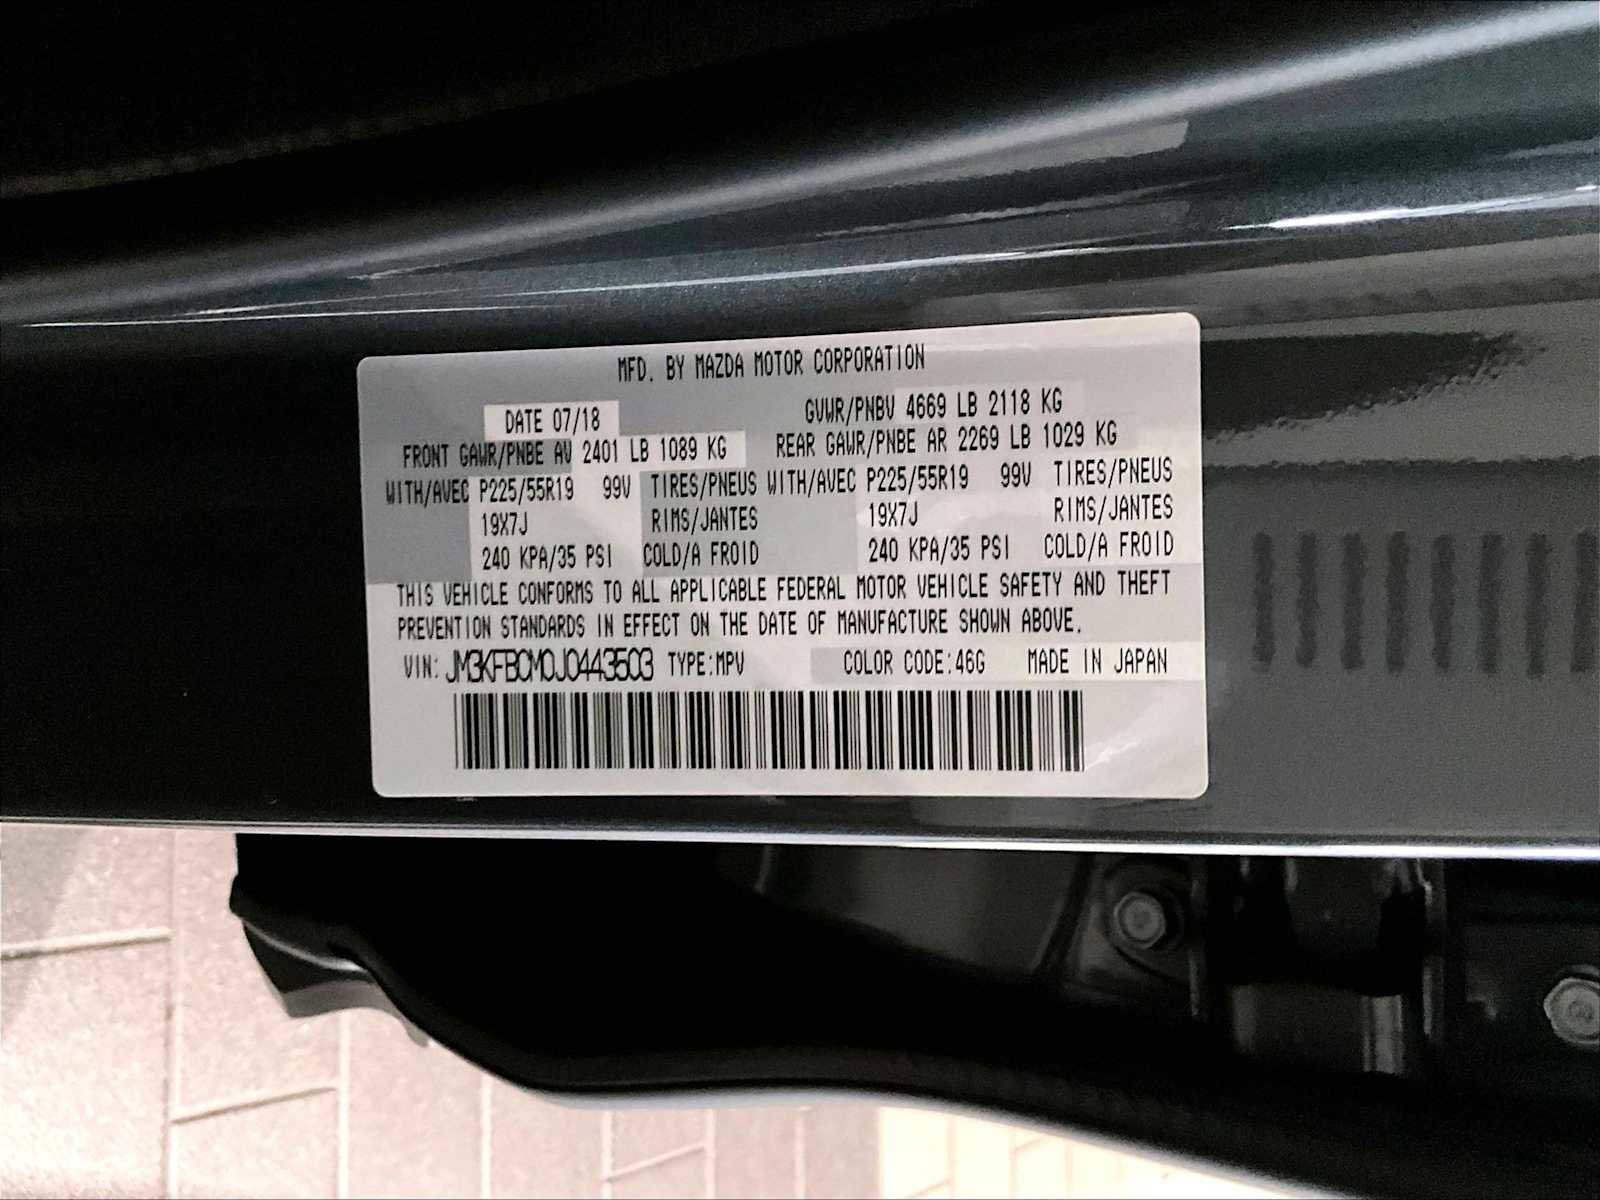 MFD. BY MAZDA MOTOR CORPORATION
DATE 07/18 GVWR/PNBV 4669 LB 2118 KG
FRONT GAWR/PNBE AV 2401 LB 1089 KG REAR GAWR/PNBE AR 2269 LB 1029 KG
WITH/AVEC P225/55R19 99V TIRES/PNEUS WITH/AVEC P225/55R19 99V TIRES/PNEUS
19X7J RIMS/JANTES 19X7J RIMS/JANTES
240 KPA/35 PSI COLD/A FROID 240 KPA/35 PSI COLD/A FROID
THIS VEHICLE CONFORMS TO ALL APPLICABLE FEDERAL MOTOR VEHICLE SAFETY AND THEFT
PREVENTION STANDARDS IN EFFECT ON THE DATE OF MANUFACTURE SHOWN ABOVE.
VIN: JM3KFBCM0J0443503 TYPE:MPV COLOR CODE:46G MADE IN JAPAN